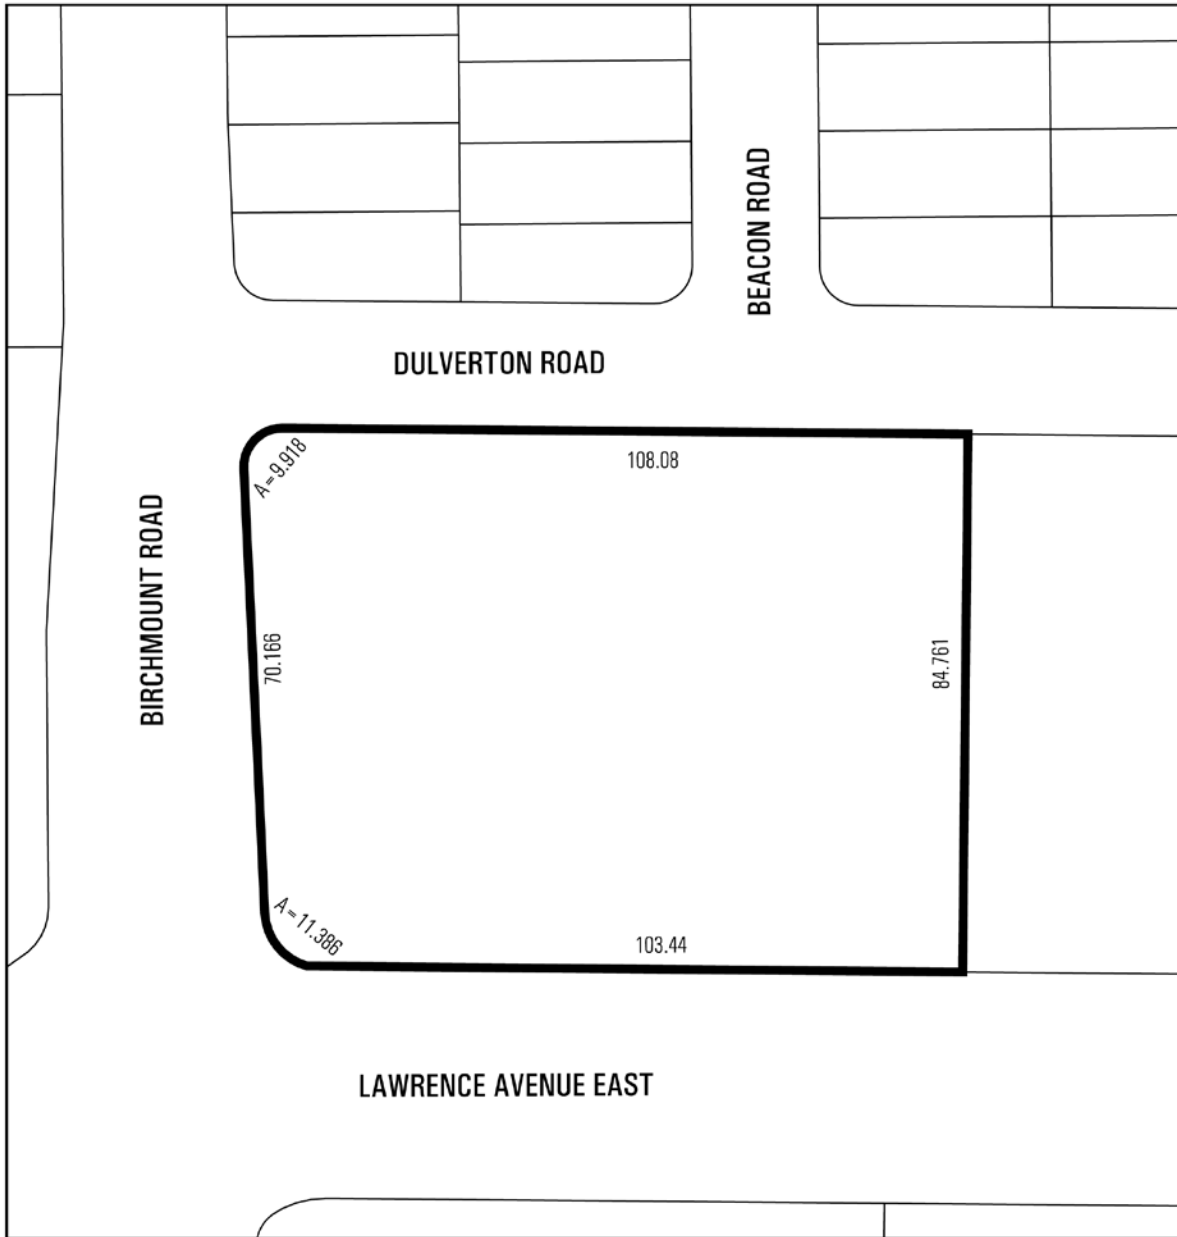 BEACON ROAD
DULVERTON ROAD
A = 9.918
108.08
BIRCHMOUNT ROAD
70.166
84.761
A = 11.386
103.44
LAWRENCE AVENUE EAST